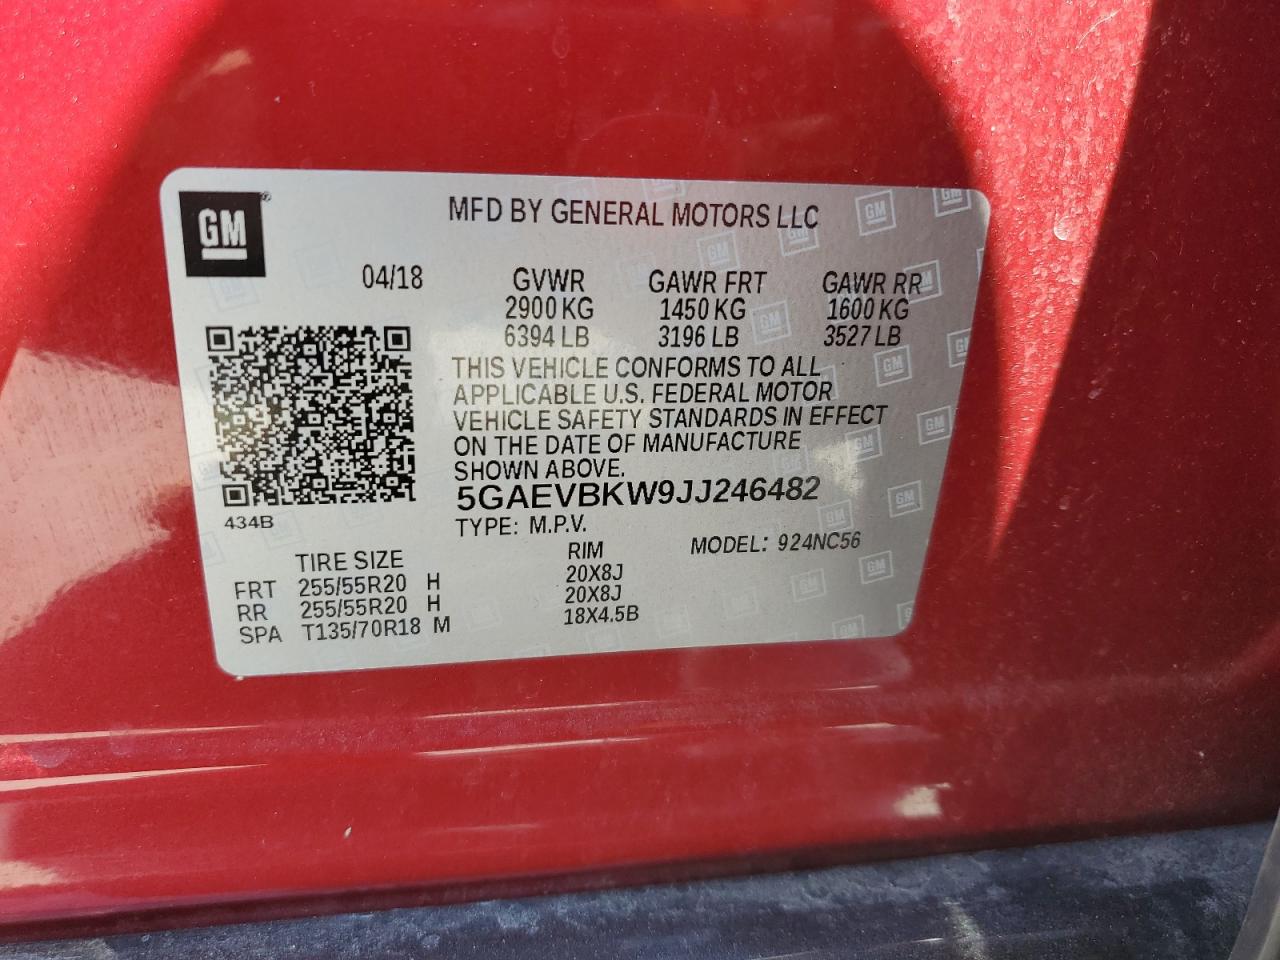 GM
MFD BY GENERAL MOTORS LLC
04/18 GVWR GAWR FRT GAWR RR
2900 KG 1450 KG 1600 KG
6394 LB 3196 LB 3527 LB
THIS VEHICLE CONFORMS TO ALL
APPLICABLE U.S. FEDERAL MOTOR
VEHICLE SAFETY STANDARDS IN EFFECT
ON THE DATE OF MANUFACTURE
SHOWN ABOVE.
5GAEVBKW9JJ246482
434B
TYPE: M.P.V. MODEL: 924NC56
TIRE SIZE RIM
FRT 255/55R20 H 20X8J
RR 255/55R20 H 20X8J
SPA T135/70R18 M 18X4.5B